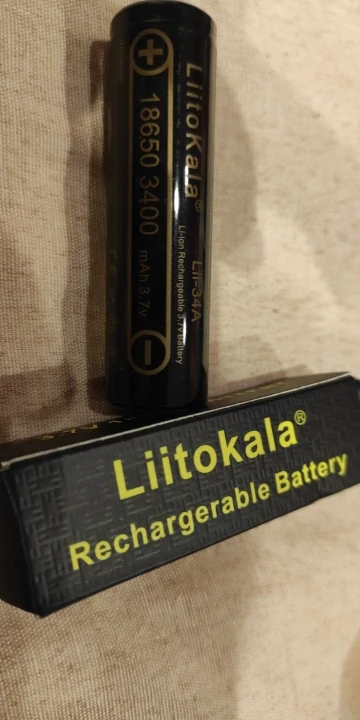 +
18650 3400 mAh 3.7v
−
LiitoKala®
Lii-34A
Li-ion Rechargeable 3.7V Battery
Liitokala®
Rechargerable Battery